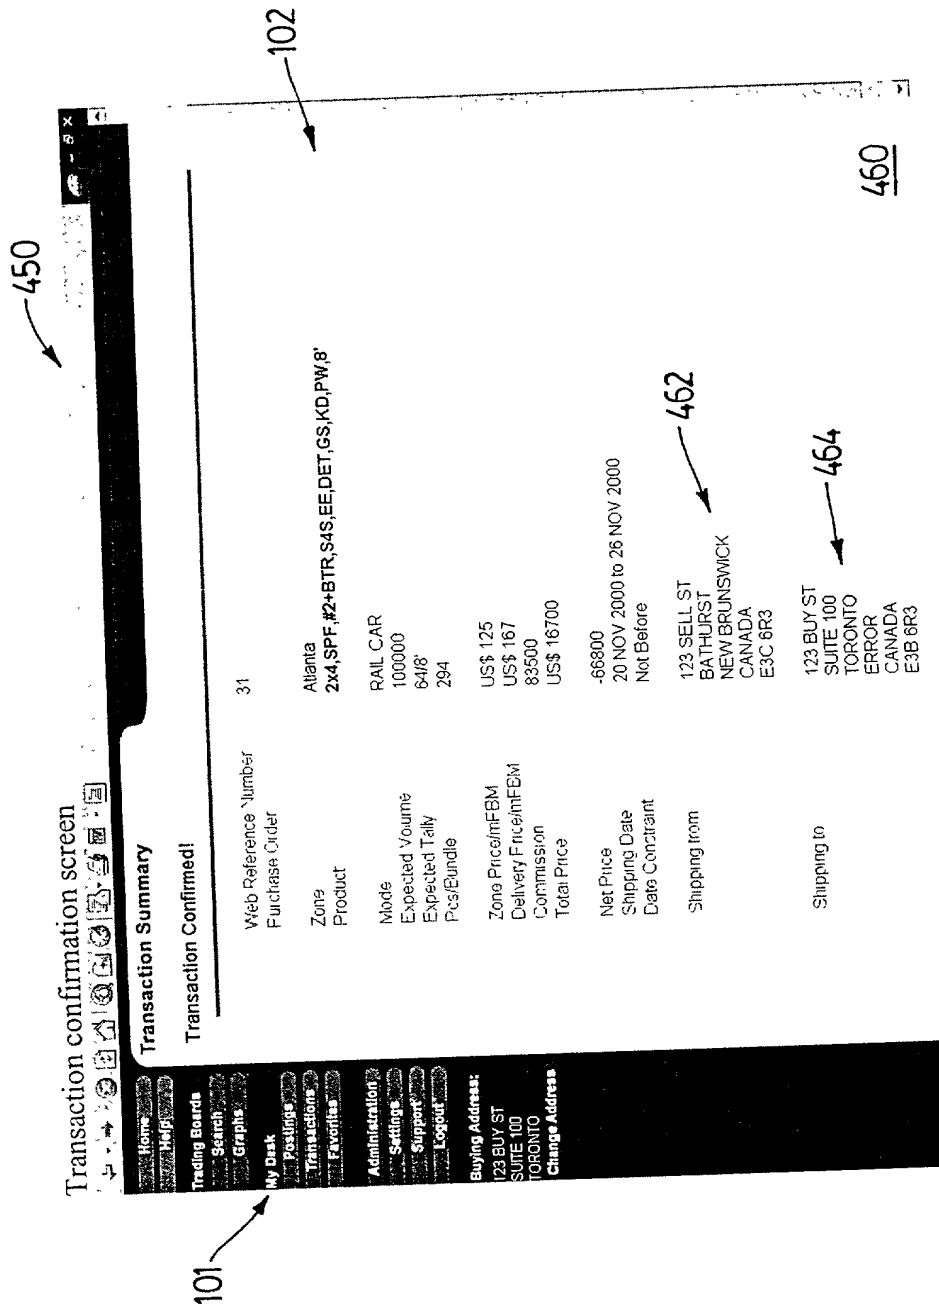 Transaction confirmation screen
450
101
102
Home
Help
Trading Boards
Search
Graphs
My Desk
Postings
Transactions
Favorites
Administration
Settings
Support
Logout
Buying Address:
123 BUY ST
SUITE 100
TORONTO
Change Address
Transaction Summary
Transaction Confirmed!
Web Reference Number 31
Purchase Order
Zone Atlanta
Product 2x4,SPF,#2+BTR,S4S,EE,DET,GS,KD,PW,8'
Mode RAIL CAR
Expected Volume 100000
Expected Tally 64/8'
Pcs/Bundle 294
Zone Price/mFBM US$ 125
Delivery Price/mFBM US$ 167
Commission 83500
Total Price US$ 16700
Net Price -66800
Shipping Date 20 NOV 2000 to 26 NOV 2000
Date Constraint Not Before
Shipping from 123 SELL ST
BATHURST
NEW BRUNSWICK
CANADA
E3C 6R3
462
Shipping to 123 BUY ST
SUITE 100
TORONTO
ERROR
CANADA
E3B 6R3
464
460